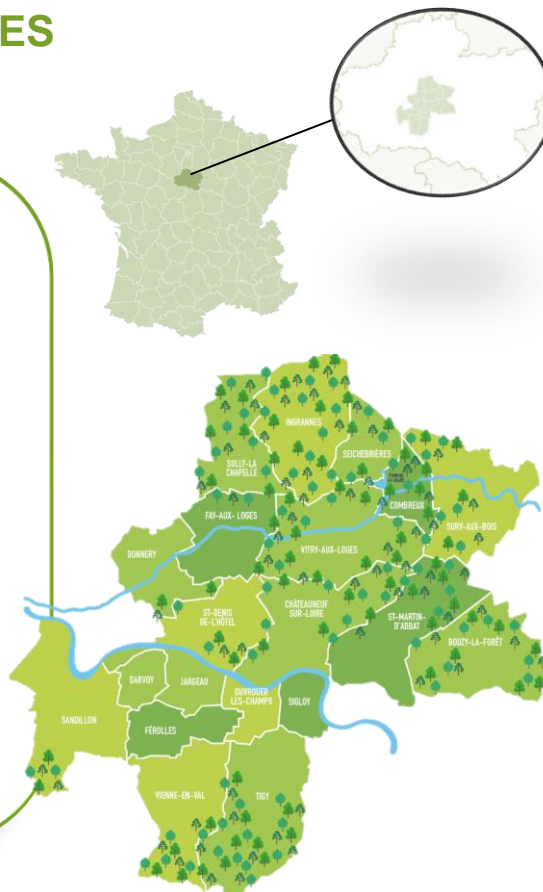 ES
INGRANNES
SEICHEBRIÈRES
SULLY-LA
CHAPELLE
COMBREUX
FAY-AUX- LOGES
SURY-AUX-BOIS
VITRY-AUX-LOGES
DONNERY
CHÂTEAUNEUF
SUR-LOIRE
ST-DENIS
DE-L'HÔTEL
ST-MARTIN
D'ABBAT
BOUZY-LA-FORÊT
DARVOY
JARGEAU
OUVROUER
LES-CHAMPS
SIGLOY
SANDILLON
FÉROLLES
VIENNE-EN-VAL
TIGY